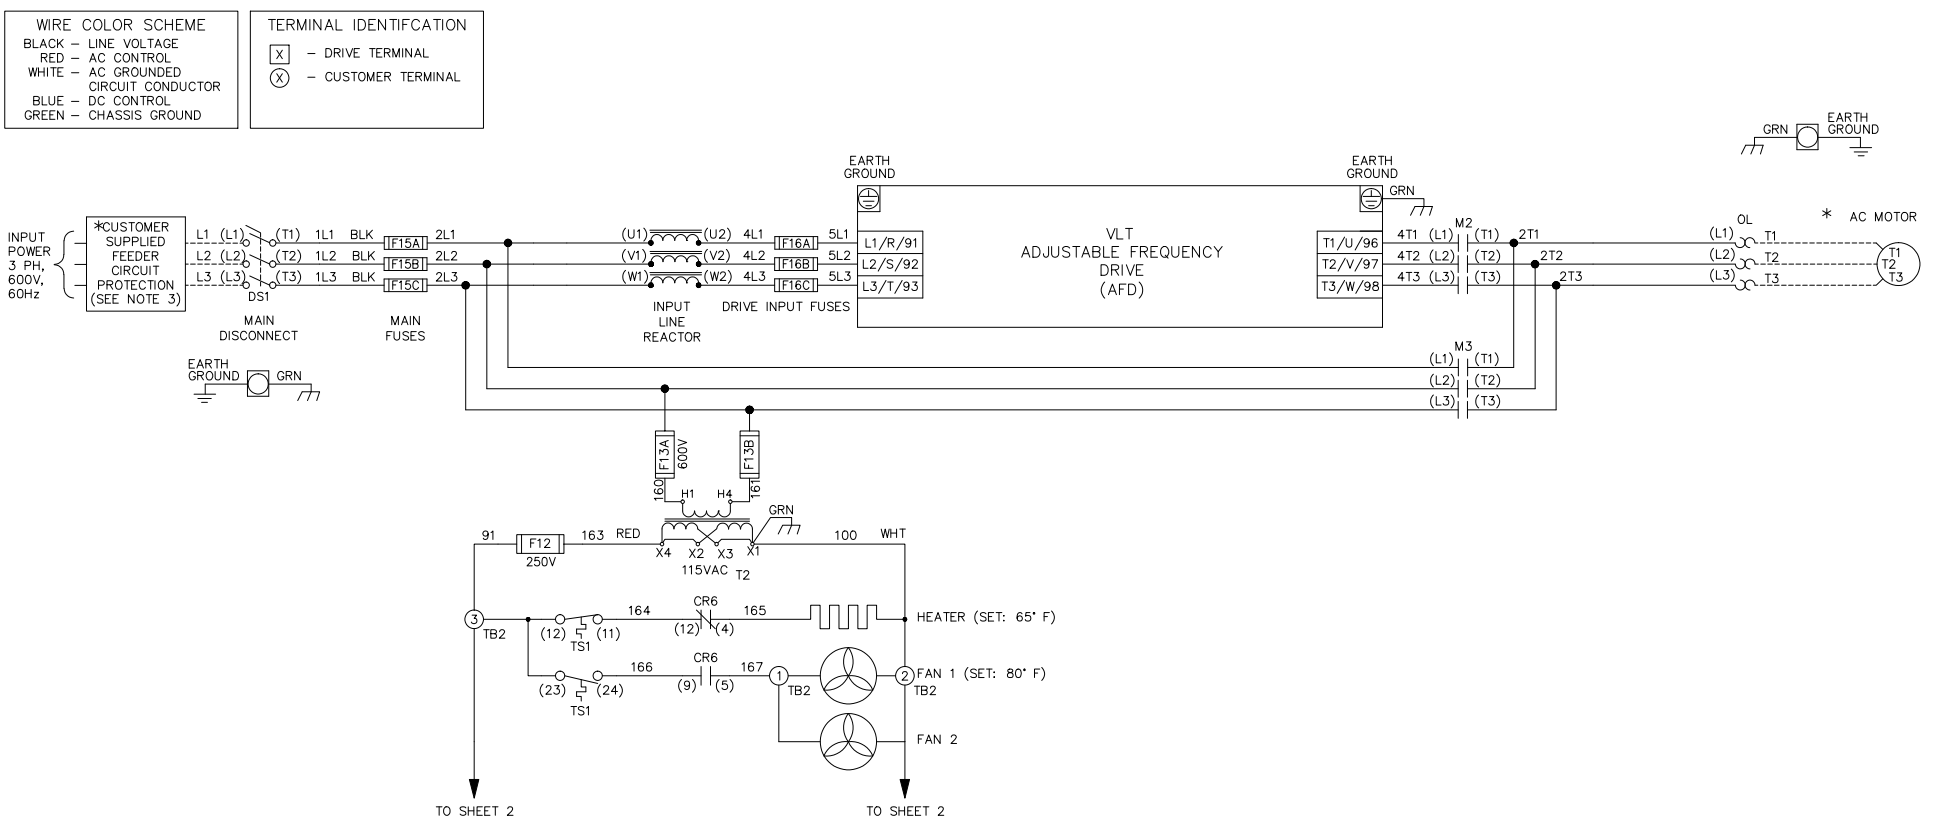 WIRE COLOR SCHEME
BLACK – LINE VOLTAGE
RED – AC CONTROL
WHITE – AC GROUNDED
CIRCUIT CONDUCTOR
BLUE – DC CONTROL
GREEN – CHASSIS GROUND
TERMINAL IDENTIFCATION
X – DRIVE TERMINAL
X – CUSTOMER TERMINAL
GRN
EARTH
GROUND
EARTH
GROUND
EARTH
GROUND
GRN
INPUT
POWER
3 PH,
600V,
60Hz
*CUSTOMER
SUPPLIED
FEEDER
CIRCUIT
PROTECTION
(SEE NOTE 3)
L1 (L1) (T1) 1L1 BLK F15A 2L1
L2 (L2) (T2) 1L2 BLK F15B 2L2
L3 (L3) (T3) 1L3 BLK F15C 2L3
DS1
MAIN
DISCONNECT
MAIN
FUSES
(U1) (U2) 4L1 F16A 5L1 L1/R/91
(V1) (V2) 4L2 F16B 5L2 L2/S/92
(W1) (W2) 4L3 F16C 5L3 L3/T/93
INPUT
LINE
REACTOR
DRIVE INPUT FUSES
VLT
ADJUSTABLE FREQUENCY
DRIVE
(AFD)
M2
T1/U/96 4T1 (L1) (T1) 2T1
T2/V/97 4T2 (L2) (T2) 2T2
T3/W/98 4T3 (L3) (T3) 2T3
OL
* AC MOTOR
(L1) T1
(L2) T2
(L3) T3
T1
T2
T3
EARTH
GROUND
GRN
M3
(L1) (T1)
(L2) (T2)
(L3) (T3)
F13A
600V
F13B
160
161
H1 H4
GRN
91 F12 163 RED
250V
X4 X2 X3 X1
100 WHT
115VAC T2
3
TB2
(12) (11)
TS1
164
CR6
(12) (4)
165
HEATER (SET: 65° F)
(23) (24)
TS1
166
CR6
(9) (5)
167
1
TB2
2
TB2
FAN 1 (SET: 80° F)
FAN 2
TO SHEET 2
TO SHEET 2